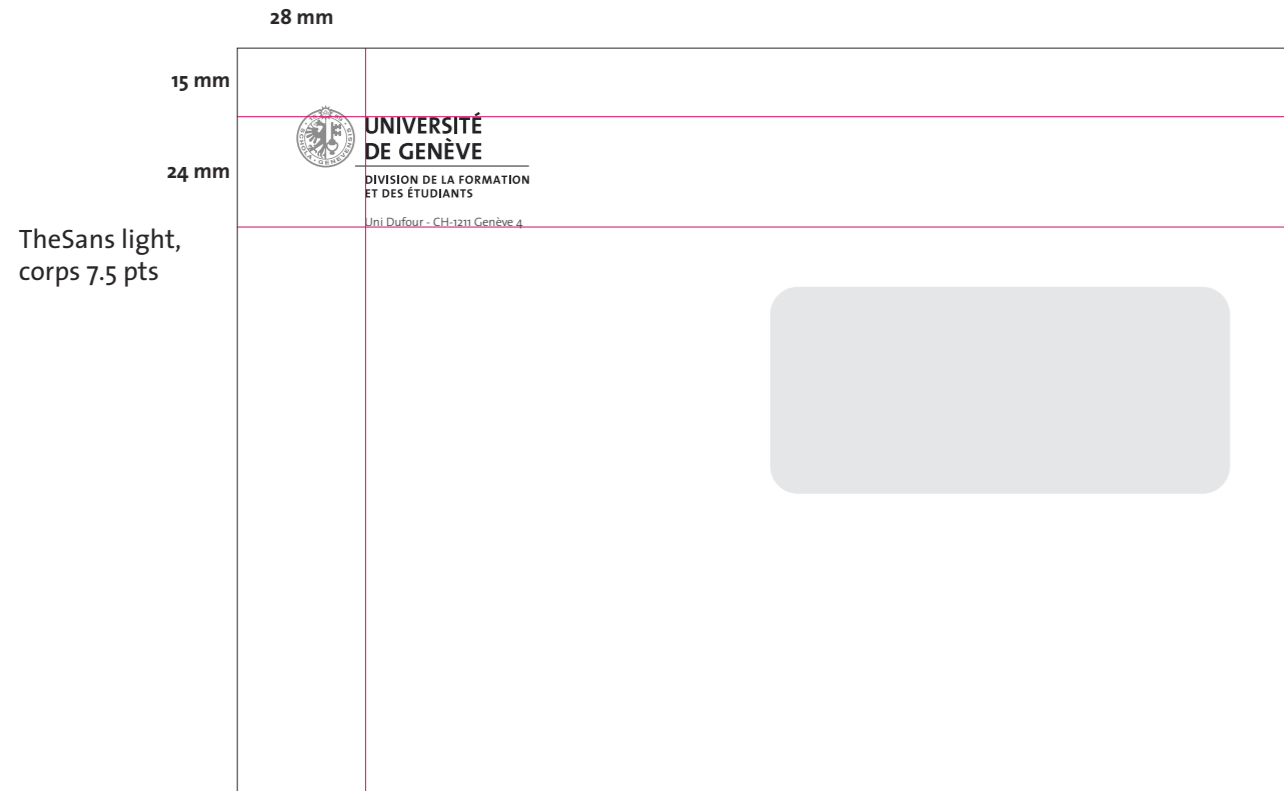 28 mm
15 mm
UNIVERSITÉ
DE GENÈVE
24 mm
DIVISION DE LA FORMATION
ET DES ÉTUDIANTS
Uni Dufour - CH-1211 Genève 4
TheSans light,
corps 7.5 pts